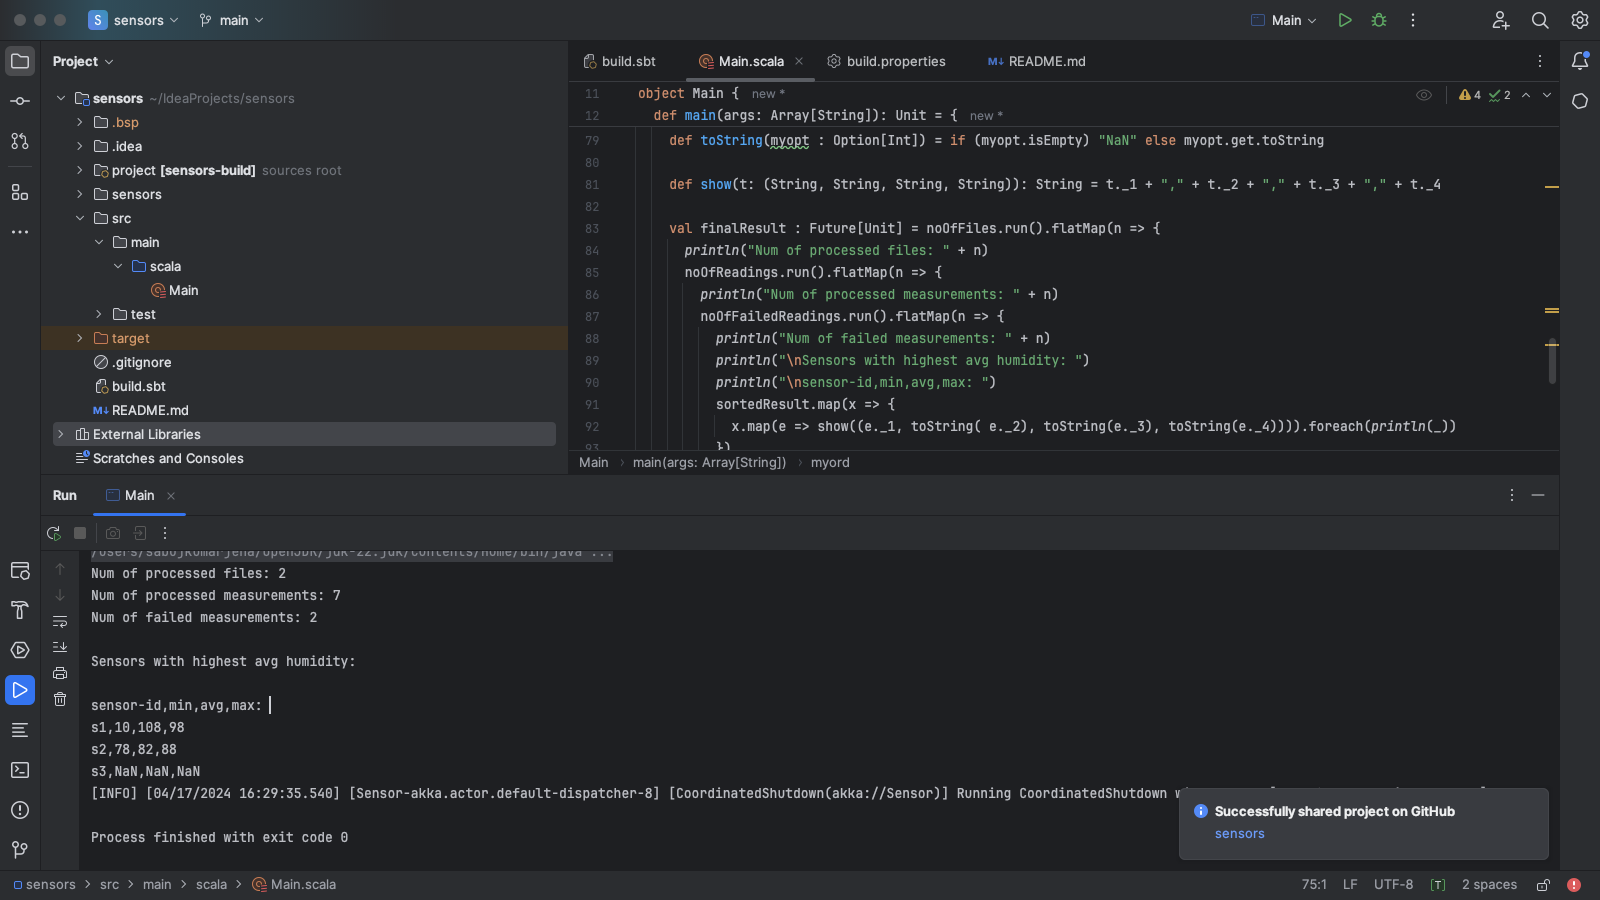 S sensors main Main
Project
build.sbt Main.scala build.properties M↓ README.md
sensors ~/IdeaProjects/sensors
.bsp
.idea
project [sensors-build] sources root
sensors
src
main
scala
Main
test
target
.gitignore
build.sbt
M↓ README.md
External Libraries
Scratches and Consoles
4 2
11 object Main { new *
12 def main(args: Array[String]): Unit = { new *
79 def toString(myopt : Option[Int]) = if (myopt.isEmpty) "NaN" else myopt.get.toString
80
81 def show(t: (String, String, String, String)): String = t._1 + "," + t._2 + "," + t._3 + "," + t._4
82
83 val finalResult : Future[Unit] = noOfFiles.run().flatMap(n => {
84 println("Num of processed files: " + n)
85 noOfReadings.run().flatMap(n => {
86 println("Num of processed measurements: " + n)
87 noOfFailedReadings.run().flatMap(n => {
88 println("Num of failed measurements: " + n)
89 println("\nSensors with highest avg humidity: ")
90 println("\nsensor-id,min,avg,max: ")
91 sortedResult.map(x => {
92 x.map(e => show((e._1, toString( e._2), toString(e._3), toString(e._4)))).foreach(println(_))
93 })
Main main(args: Array[String]) myord
Run Main
/Users/sabujkumarjena/openJDK/jdk-22.jdk/Contents/Home/bin/java ...
Num of processed files: 2
Num of processed measurements: 7
Num of failed measurements: 2
Sensors with highest avg humidity:
sensor-id,min,avg,max:
s1,10,108,98
s2,78,82,88
s3,NaN,NaN,NaN
[INFO] [04/17/2024 16:29:35.540] [Sensor-akka.actor.default-dispatcher-8] [CoordinatedShutdown(akka://Sensor)] Running CoordinatedShutdown
Process finished with exit code 0
Successfully shared project on GitHub
sensors
sensors src main scala Main.scala
75:1 LF UTF-8 [T] 2 spaces